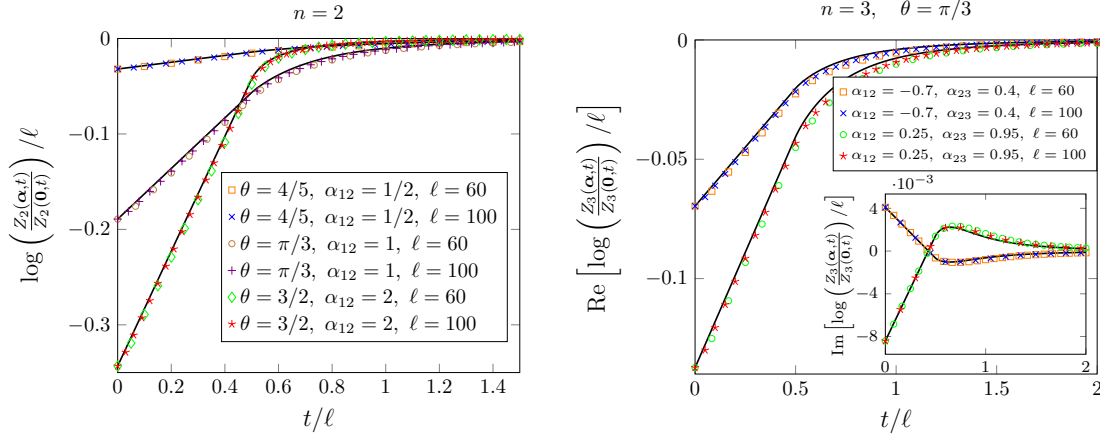 n = 2
log (Z₂(α,t) / Z₂(0,t)) / ℓ
0
−0.1
−0.2
−0.3
θ = 4/5, α₁₂ = 1/2, ℓ = 60
θ = 4/5, α₁₂ = 1/2, ℓ = 100
θ = π/3, α₁₂ = 1, ℓ = 60
θ = π/3, α₁₂ = 1, ℓ = 100
θ = 3/2, α₁₂ = 2, ℓ = 60
θ = 3/2, α₁₂ = 2, ℓ = 100
0 0.2 0.4 0.6 0.8 1 1.2 1.4
t/ℓ
n = 3, θ = π/3
Re [ log (Z₃(α,t) / Z₃(0,t)) / ℓ ]
0
−0.05
−0.1
α₁₂ = −0.7, α₂₃ = 0.4, ℓ = 60
α₁₂ = −0.7, α₂₃ = 0.4, ℓ = 100
α₁₂ = 0.25, α₂₃ = 0.95, ℓ = 60
α₁₂ = 0.25, α₂₃ = 0.95, ℓ = 100
·10⁻³
Im [ log (Z₃(α,t) / Z₃(0,t)) / ℓ ]
4
0
−4
−8
0 1 2
0 0.5 1 1.5 2
t/ℓ